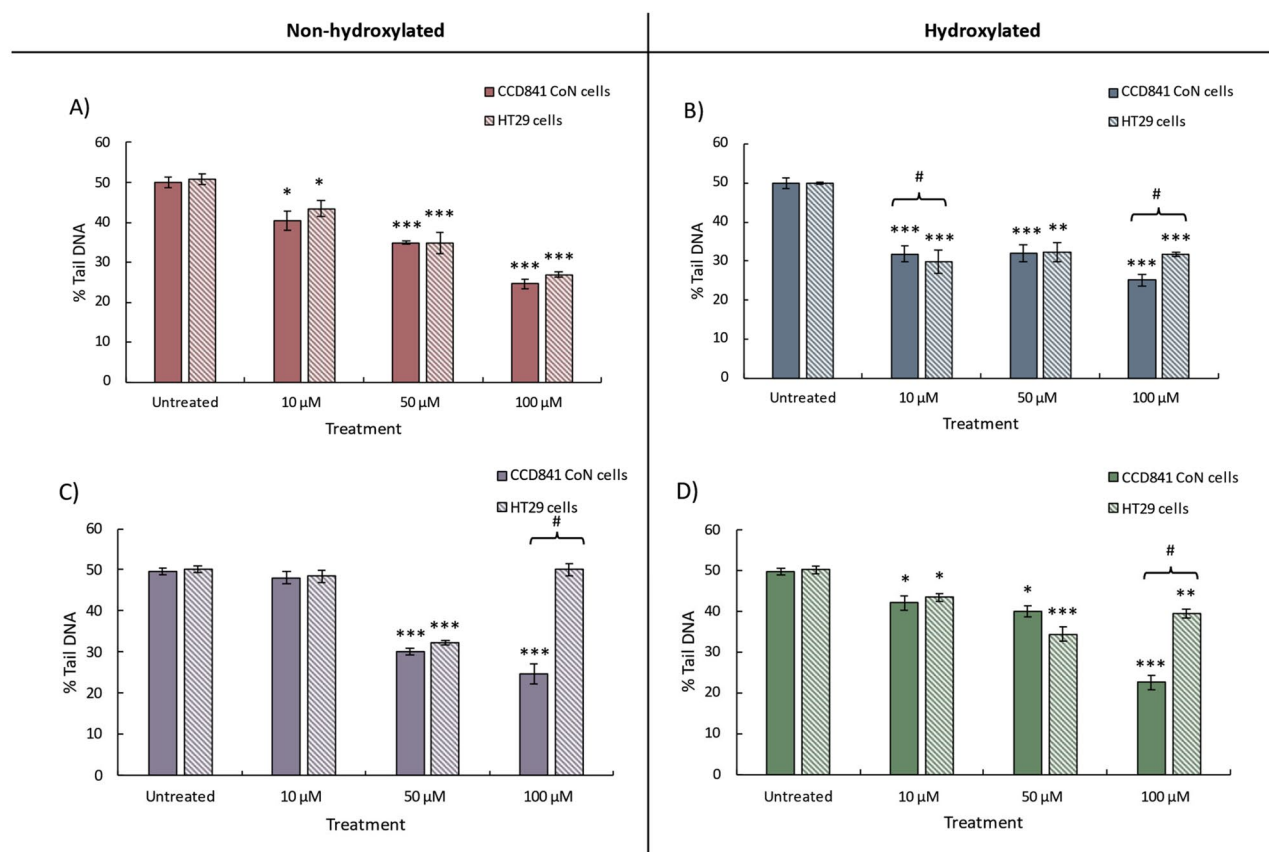 Non-hydroxylated
Hydroxylated
A)
CCD841 CoN cells
HT29 cells
% Tail DNA
60
50
40
30
20
10
0
*
*
***
***
***
***
Untreated
10 µM
50 µM
100 µM
Treatment
B)
CCD841 CoN cells
HT29 cells
% Tail DNA
60
50
40
30
20
10
0
#
***
***
***
**
#
***
***
Untreated
10 µM
50 µM
100 µM
Treatment
C)
CCD841 CoN cells
HT29 cells
% Tail DNA
60
50
40
30
20
10
0
***
***
#
***
Untreated
10 µM
50 µM
100 µM
Treatment
D)
CCD841 CoN cells
HT29 cells
% Tail DNA
60
50
40
30
20
10
0
*
*
*
***
#
***
**
Untreated
10 µM
50 µM
100 µM
Treatment